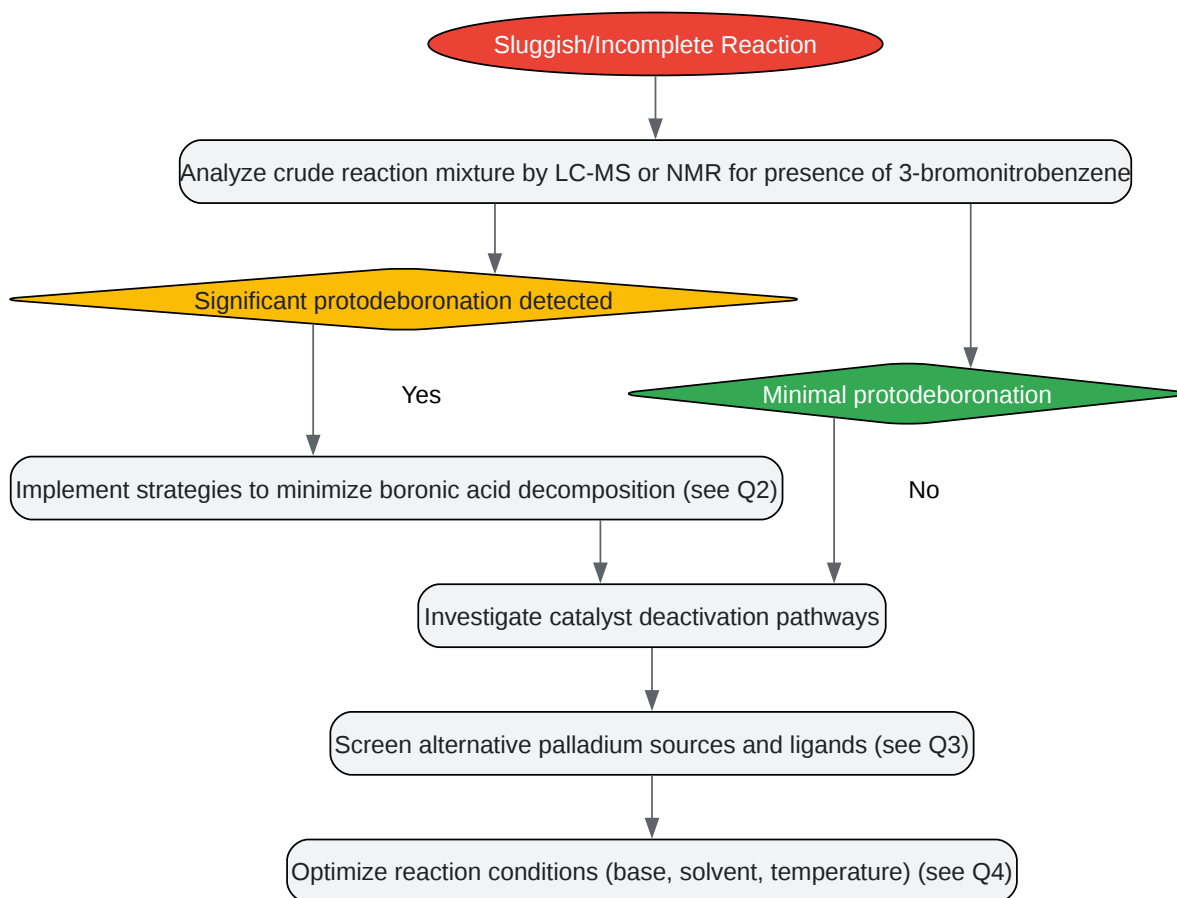 Sluggish/Incomplete Reaction
Analyze crude reaction mixture by LC-MS or NMR for presence of 3-bromonitrobenzene
Significant protodeboronation detected
Yes
Minimal protodeboronation
Implement strategies to minimize boronic acid decomposition (see Q2)
No
Investigate catalyst deactivation pathways
Screen alternative palladium sources and ligands (see Q3)
Optimize reaction conditions (base, solvent, temperature) (see Q4)